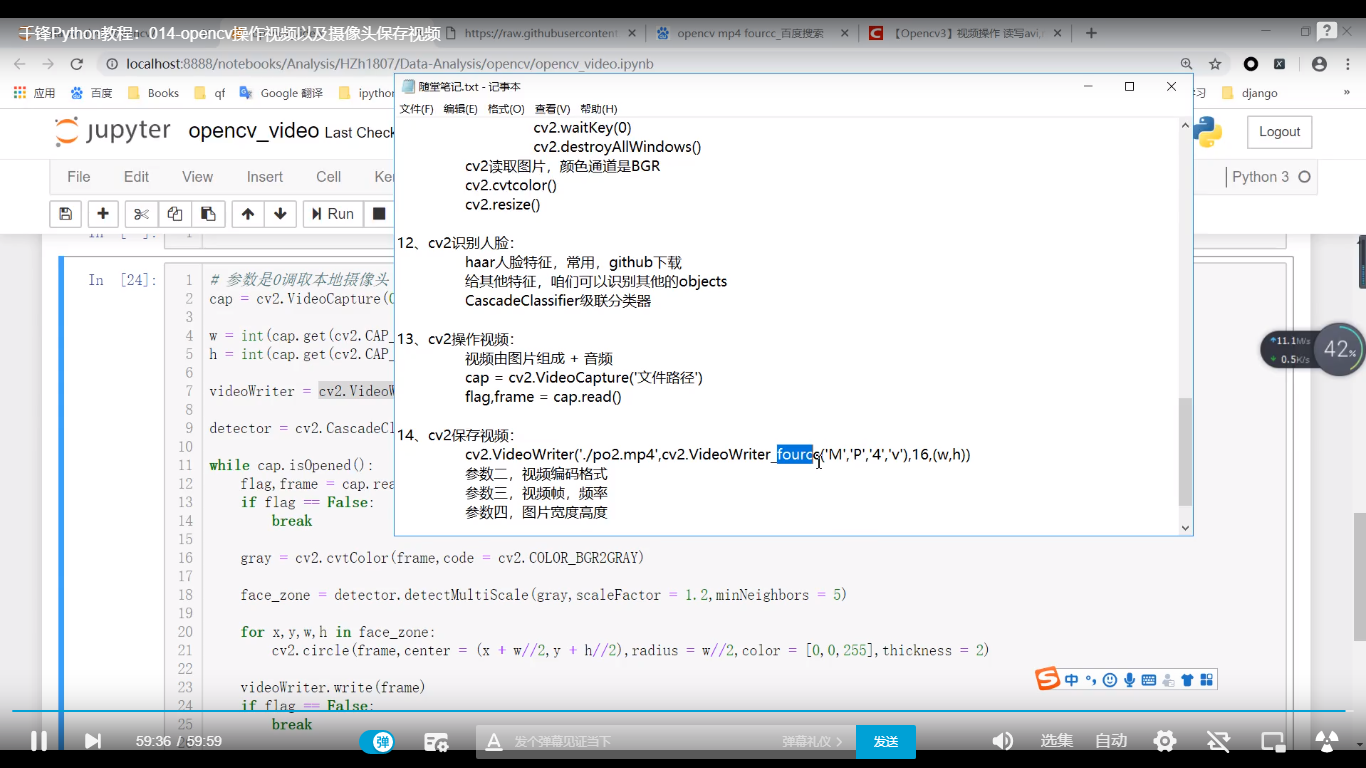 千锋Python教程：014-opencv操作视频以及摄像头保存视频
https://raw.githubusercontent
opencv mp4 fourcc_百度搜索
【Opencv3】视频操作 读写avi,
localhost:8888/notebooks/Analysis/HZh1807/Data-Analysis/opencv/opencv_video.ipynb
应用
百度
Books
qf
Google 翻译
ipython
习
django
»
jupyter
opencv_video Last Check
Logout
File
Edit
View
Insert
Cell
Ke
Python 3
Run
随堂笔记.txt - 记事本
文件(F) 编辑(E) 格式(O) 查看(V) 帮助(H)
cv2.waitKey(0)
cv2.destroyAllWindows()
cv2读取图片，颜色通道是BGR
cv2.cvtcolor()
cv2.resize()
12、cv2识别人脸：
haar人脸特征，常用，github下载
给其他特征，咱们可以识别其他的objects
CascadeClassifier级联分类器
13、cv2操作视频：
视频由图片组成 + 音频
cap = cv2.VideoCapture('文件路径')
flag,frame = cap.read()
14、cv2保存视频：
cv2.VideoWriter('./po2.mp4',cv2.VideoWriter_fourcc('M','P','4','v'),16,(w,h))
参数二，视频编码格式
参数三，视频帧，频率
参数四，图片宽度高度
In [24]:
1 # 参数是0调取本地摄像头
2 cap = cv2.VideoCapture(0
3
4 w = int(cap.get(cv2.CAP_
5 h = int(cap.get(cv2.CAP_
6
7 videoWriter = cv2.VideoW
8
9 detector = cv2.CascadeCl
10
11 while cap.isOpened():
12 flag,frame = cap.rea
13 if flag == False:
14 break
15
16 gray = cv2.cvtColor(frame,code = cv2.COLOR_BGR2GRAY)
17
18 face_zone = detector.detectMultiScale(gray,scaleFactor = 1.2,minNeighbors = 5)
19
20 for x,y,w,h in face_zone:
21 cv2.circle(frame,center = (x + w//2,y + h//2),radius = w//2,color = [0,0,255],thickness = 2)
22
23 videoWriter.write(frame)
24 if flag == False:
25 break
11.1M/s
0.5K/s
42%
中
59:36 / 59:59
弹
发个弹幕见证当下
弹幕礼仪 >
发送
选集
自动